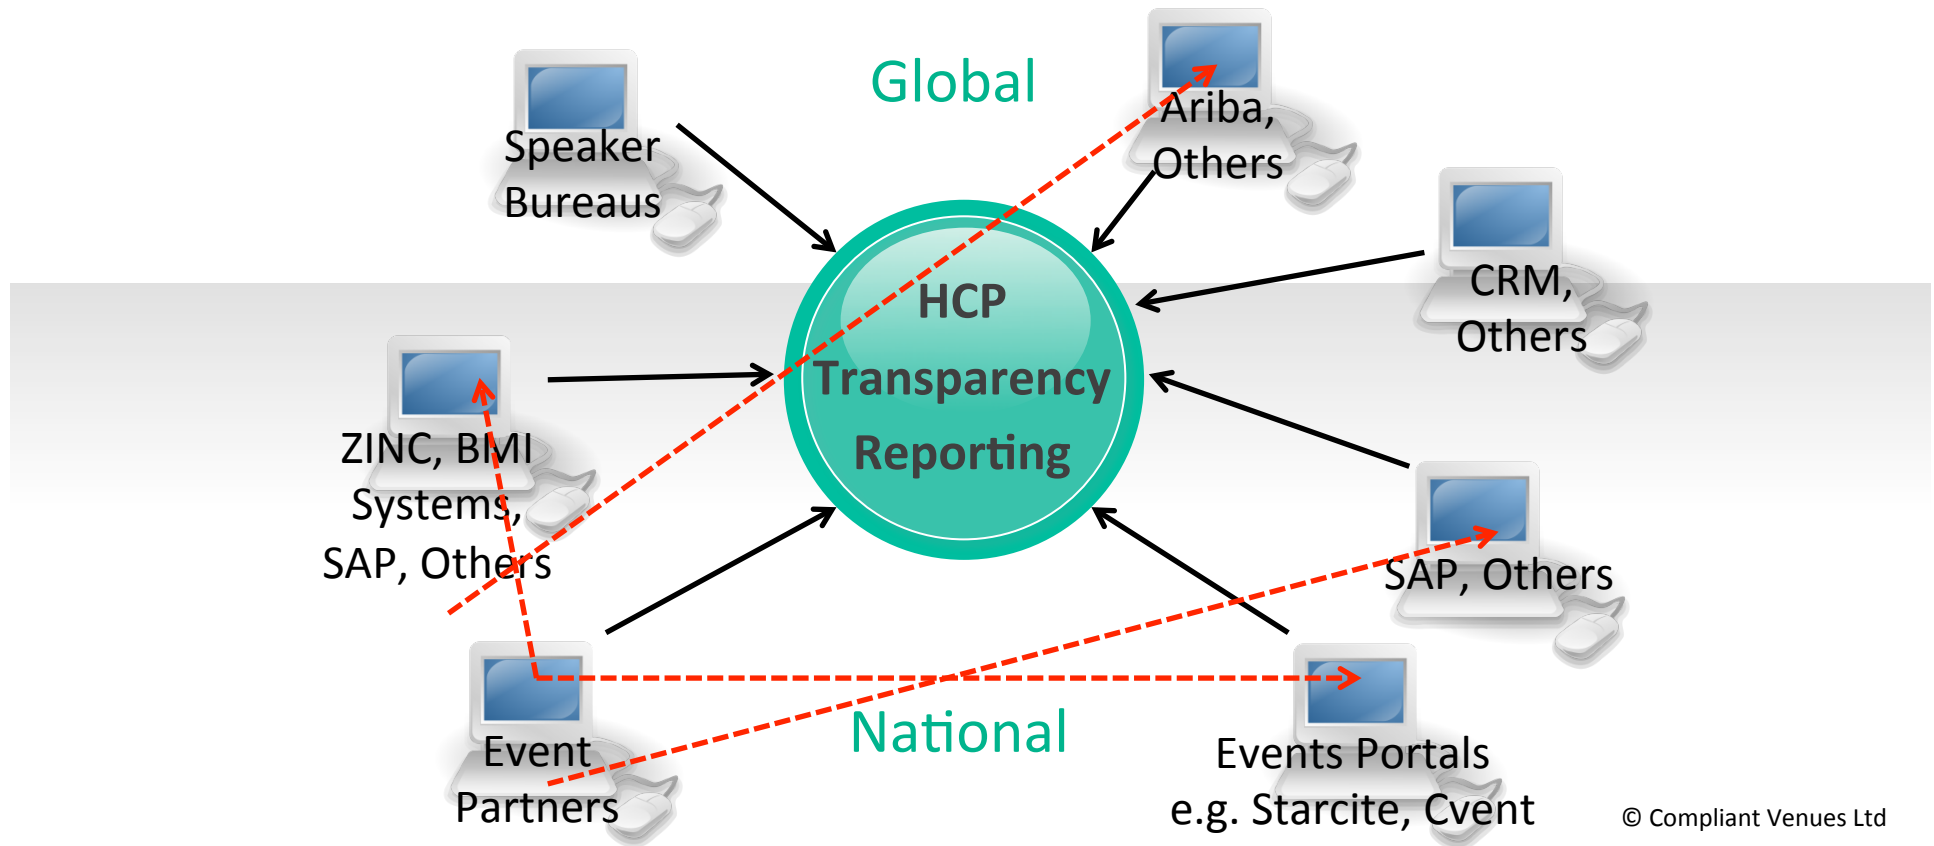 Global
Speaker
Bureaus
Ariba,
Others
CRM,
Others
HCP
Transparency
Reporting
ZINC, BMI
Systems,
SAP, Others
SAP, Others
National
Event
Partners
Events Portals
e.g. Starcite, Cvent
© Compliant Venues Ltd